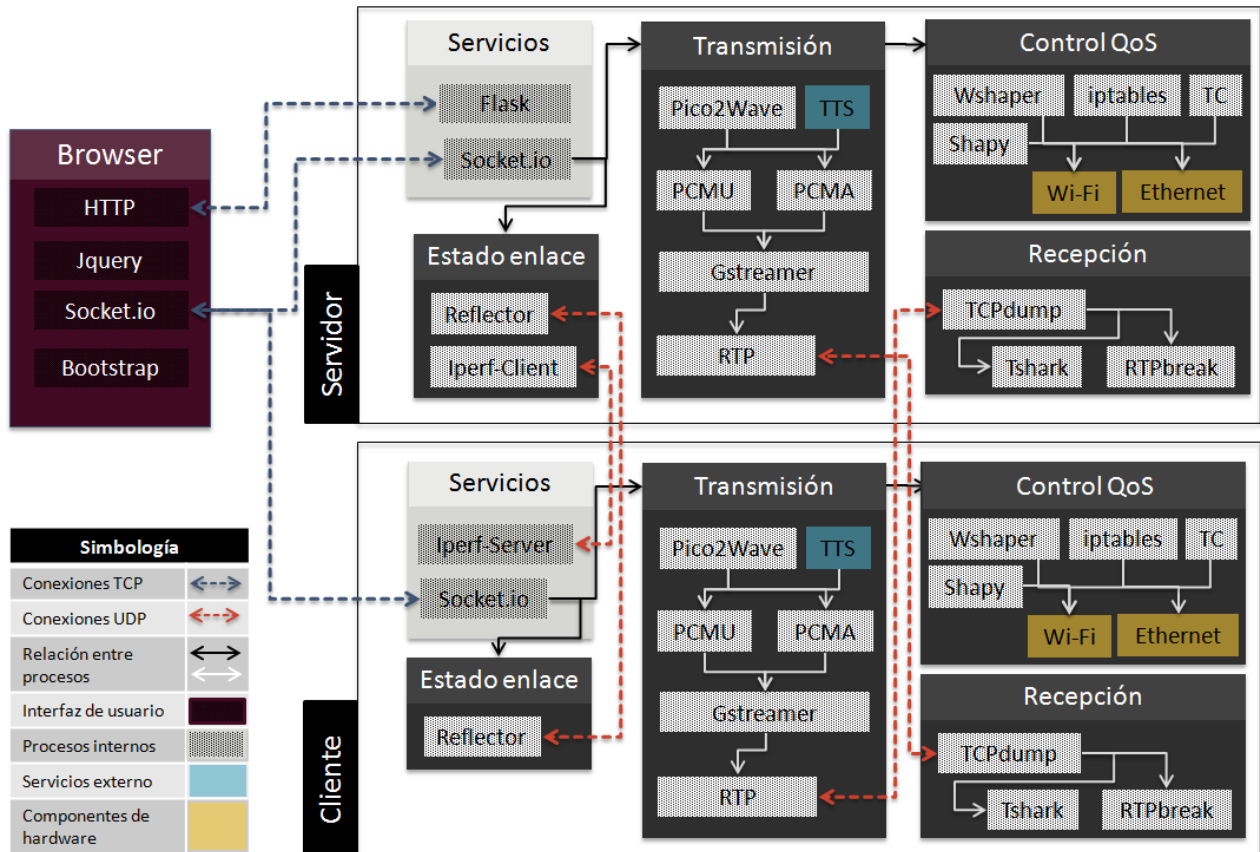 Browser
HTTP
Jquery
Socket.io
Bootstrap
Servidor
Servicios
Flask
Socket.io
Estado enlace
Reflector
Iperf-Client
Transmisión
Pico2Wave
TTS
PCMU
PCMA
Gstreamer
RTP
Control QoS
Wshaper
iptables
TC
Shapy
Wi-Fi
Ethernet
Recepción
TCPdump
Tshark
RTPbreak
Cliente
Servicios
Iperf-Server
Socket.io
Estado enlace
Reflector
Transmisión
Pico2Wave
TTS
PCMU
PCMA
Gstreamer
RTP
Control QoS
Wshaper
iptables
TC
Shapy
Wi-Fi
Ethernet
Recepción
TCPdump
Tshark
RTPbreak
Simbología
Conexiones TCP
Conexiones UDP
Relación entre
procesos
Interfaz de usuario
Procesos internos
Servicios externo
Componentes de
hardware